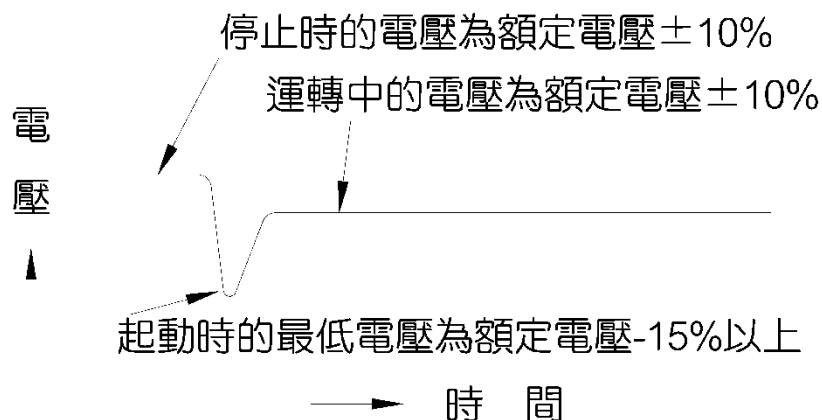 停止時的電壓為額定電壓±10%
運轉中的電壓為額定電壓±10%
電
壓
起動時的最低電壓為額定電壓-15%以上
時 間